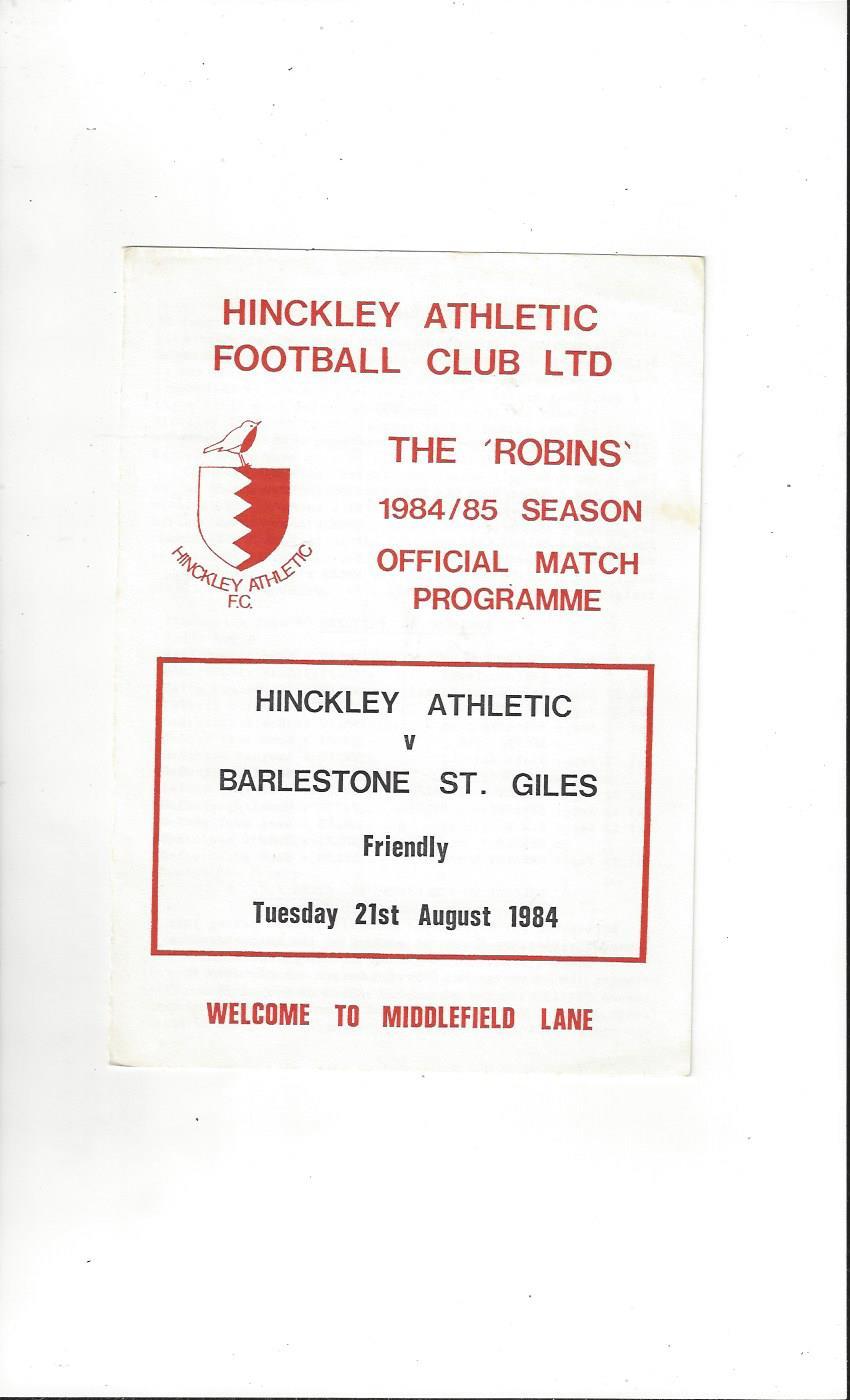 HINCKLEY ATHLETIC
FOOTBALL CLUB LTD
THE ‘ROBINS‵
1984/85 SEASON
OFFICIAL MATCH
PROGRAMME
HINCKLEY ATHLETIC
F.C.
HINCKLEY ATHLETIC
v
BARLESTONE ST. GILES
Friendly
Tuesday 21st August 1984
WELCOME TO MIDDLEFIELD LANE